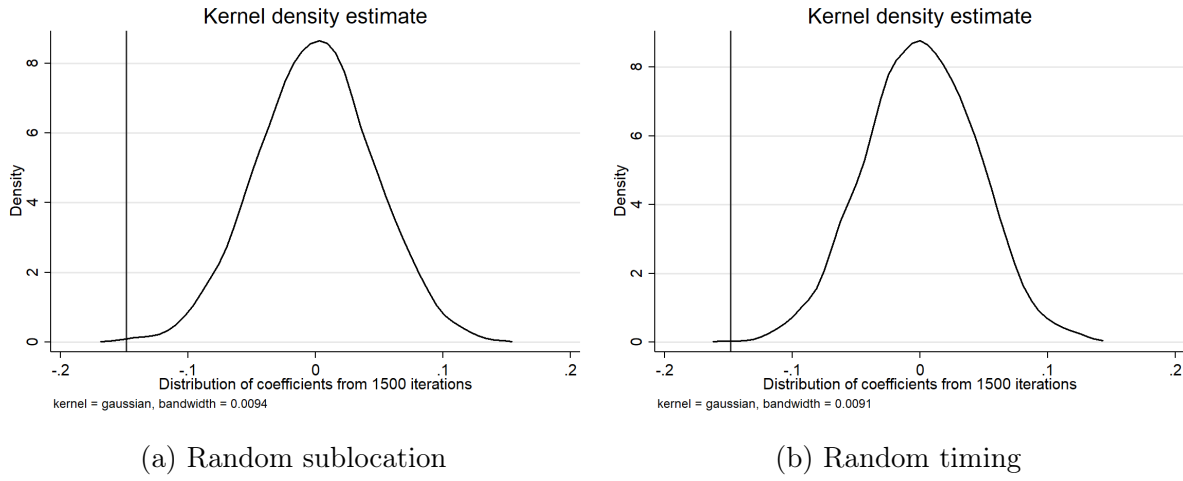 Kernel density estimate
Density
8
6
4
2
0
-.2
-.1
0
.1
.2
Distribution of coefficients from 1500 iterations
kernel = gaussian, bandwidth = 0.0094
(a) Random sublocation
Kernel density estimate
Density
8
6
4
2
0
-.2
-.1
0
.1
.2
Distribution of coefficients from 1500 iterations
kernel = gaussian, bandwidth = 0.0091
(b) Random timing